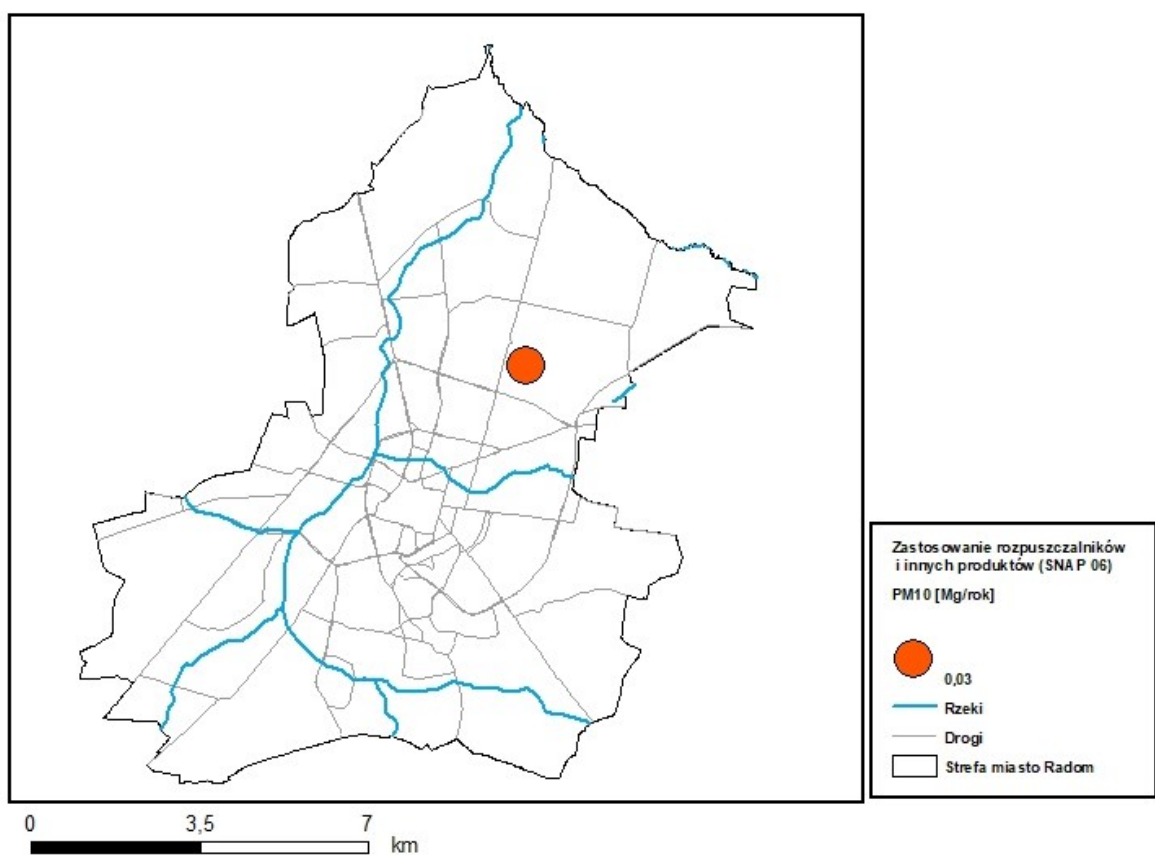 Zastosowanie rozpuszczalników
i innych produktów (SNAP 06)
PM10 [Mg/rok]
0,03
Rzeki
Drogi
Strefa miasto Radom
0 3,5 7
km